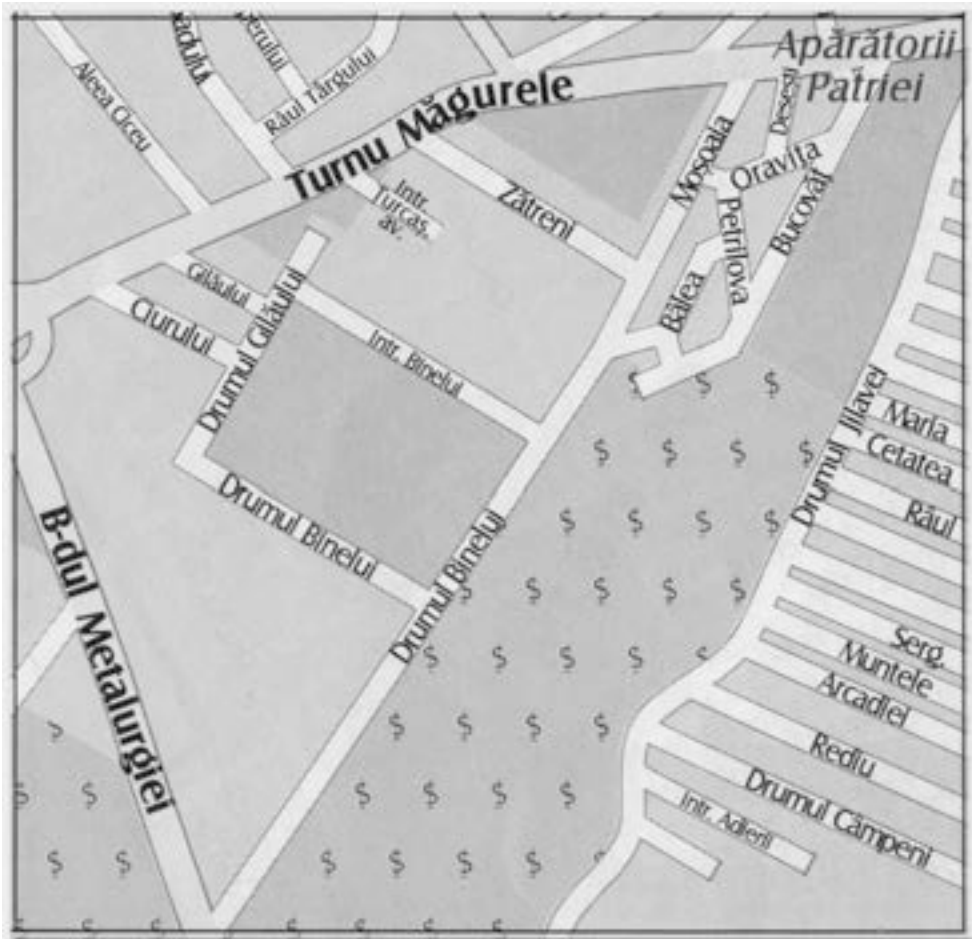 Apărătorii
Patriei
Aleea Ciceu
Râul Târgului
Turnu Măgurele
Desești
Moșoaia
Oravița
Intr.
Turcaș.
av.
Zătreni
Petrilova
Bucovăț
Gilăului
Bâlea
Ciurului
Drumul Gilăului
Intr. Binelui
Drumul Jilavei
Maria
Cetatea
Drumul Binelui
Râul
Drumul Binelui
B-dul Metalurgiei
Serg.
Muntele
Arcadiei
Rediu
Drumul Câmpeni
Intr. Adierii